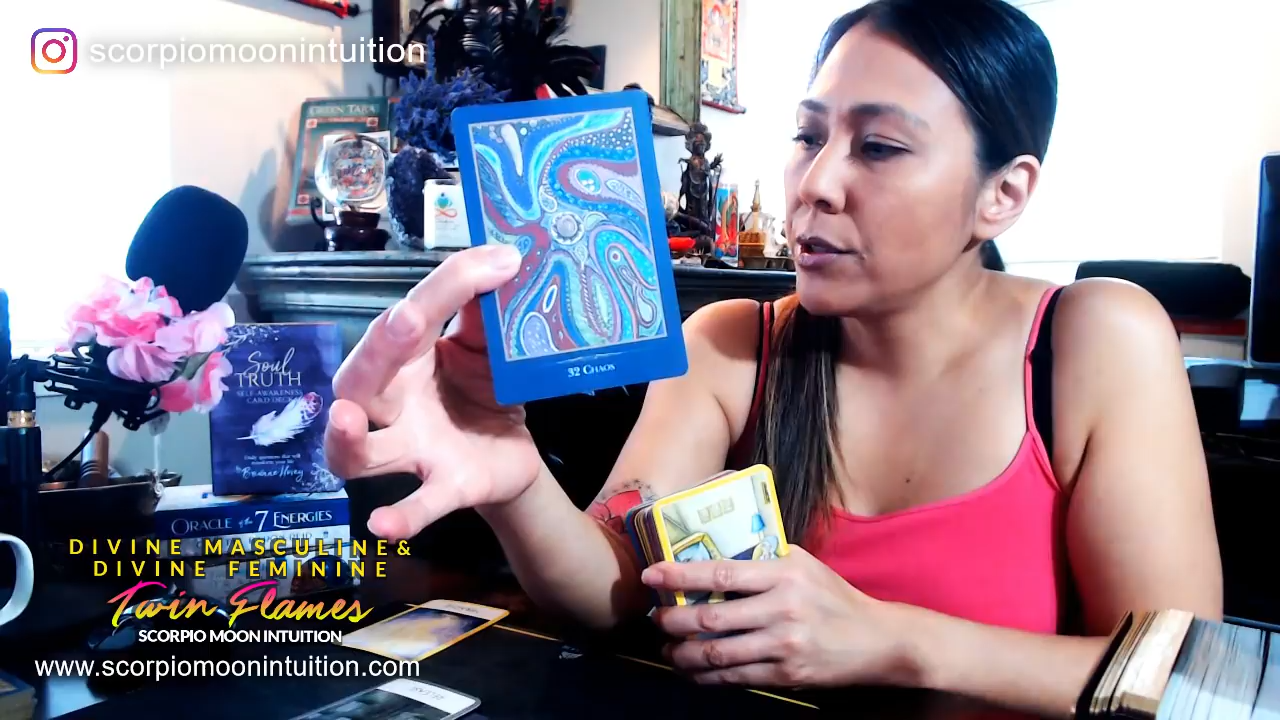 scorpiomoonintuition
GREEN TARA
32 CHAOS
Soul
TRUTH
SELF-AWARENESS
CARD DECK
ORACLE of the 7 ENERGIES
DIVINE MASCULINE&
DIVINE FEMININE
Twin Flames
SCORPIO MOON INTUITION
www.scorpiomoonintuition.com